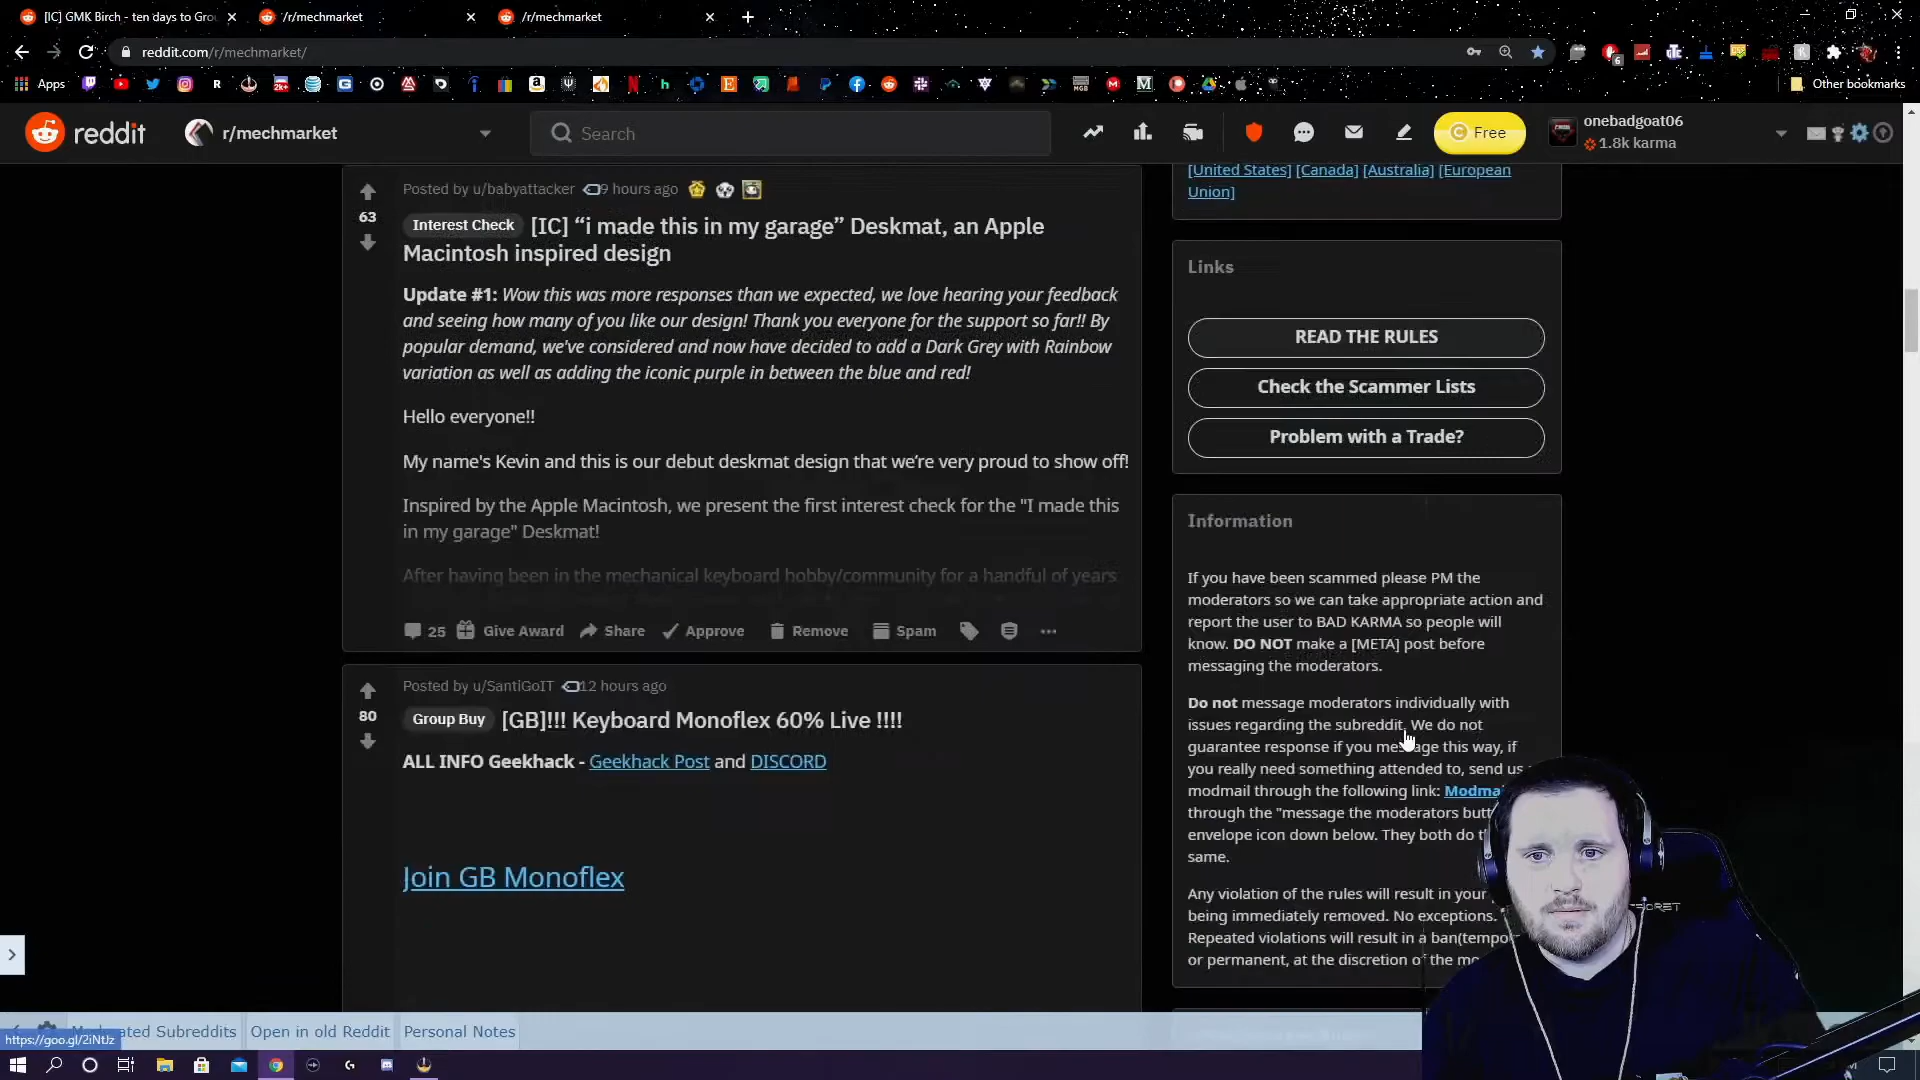 [IC] GMK Birch - ten days to Gro
/r/mechmarket
/r/mechmarket
reddit.com/r/mechmarket/
6
Apps
Other bookmarks
reddit
r/mechmarket
Search
Free
onebadgoat06
1.8k karma
Posted by u/babyattacker 9 hours ago
63
Interest Check [IC] “i made this in my garage” Deskmat, an Apple
Macintosh inspired design
Update #1: Wow this was more responses than we expected, we love hearing your feedback
and seeing how many of you like our design! Thank you everyone for the support so far!! By
popular demand, we've considered and now have decided to add a Dark Grey with Rainbow
variation as well as adding the iconic purple in between the blue and red!
Hello everyone!!
My name's Kevin and this is our debut deskmat design that we’re very proud to show off!
Inspired by the Apple Macintosh, we present the first interest check for the "I made this
in my garage" Deskmat!
After having been in the mechanical keyboard hobby/community for a handful of years
25 Give Award Share Approve Remove Spam
Posted by u/SantiGoIT 12 hours ago
80
Group Buy [GB]!!! Keyboard Monoflex 60% Live !!!!
ALL INFO Geekhack - Geekhack Post and DISCORD
Join GB Monoflex
[United States] [Canada] [Australia] [European
Union]
Links
READ THE RULES
Check the Scammer Lists
Problem with a Trade?
Information
If you have been scammed please PM the
moderators so we can take appropriate action and
report the user to BAD KARMA so people will
know. DO NOT make a [META] post before
messaging the moderators.
Do not message moderators individually with
issues regarding the subreddit. We do not
guarantee response if you message this way, if
you really need something attended to, send us
modmail through the following link: Modma
through the "message the moderators butt
envelope icon down below. They both do t
same.
Any violation of the rules will result in your
being immediately removed. No exceptions.
Repeated violations will result in a ban(tempo
or permanent, at the discretion of the mo
ated Subreddits Open in old Reddit Personal Notes
https://goo.gl/2iNtJz